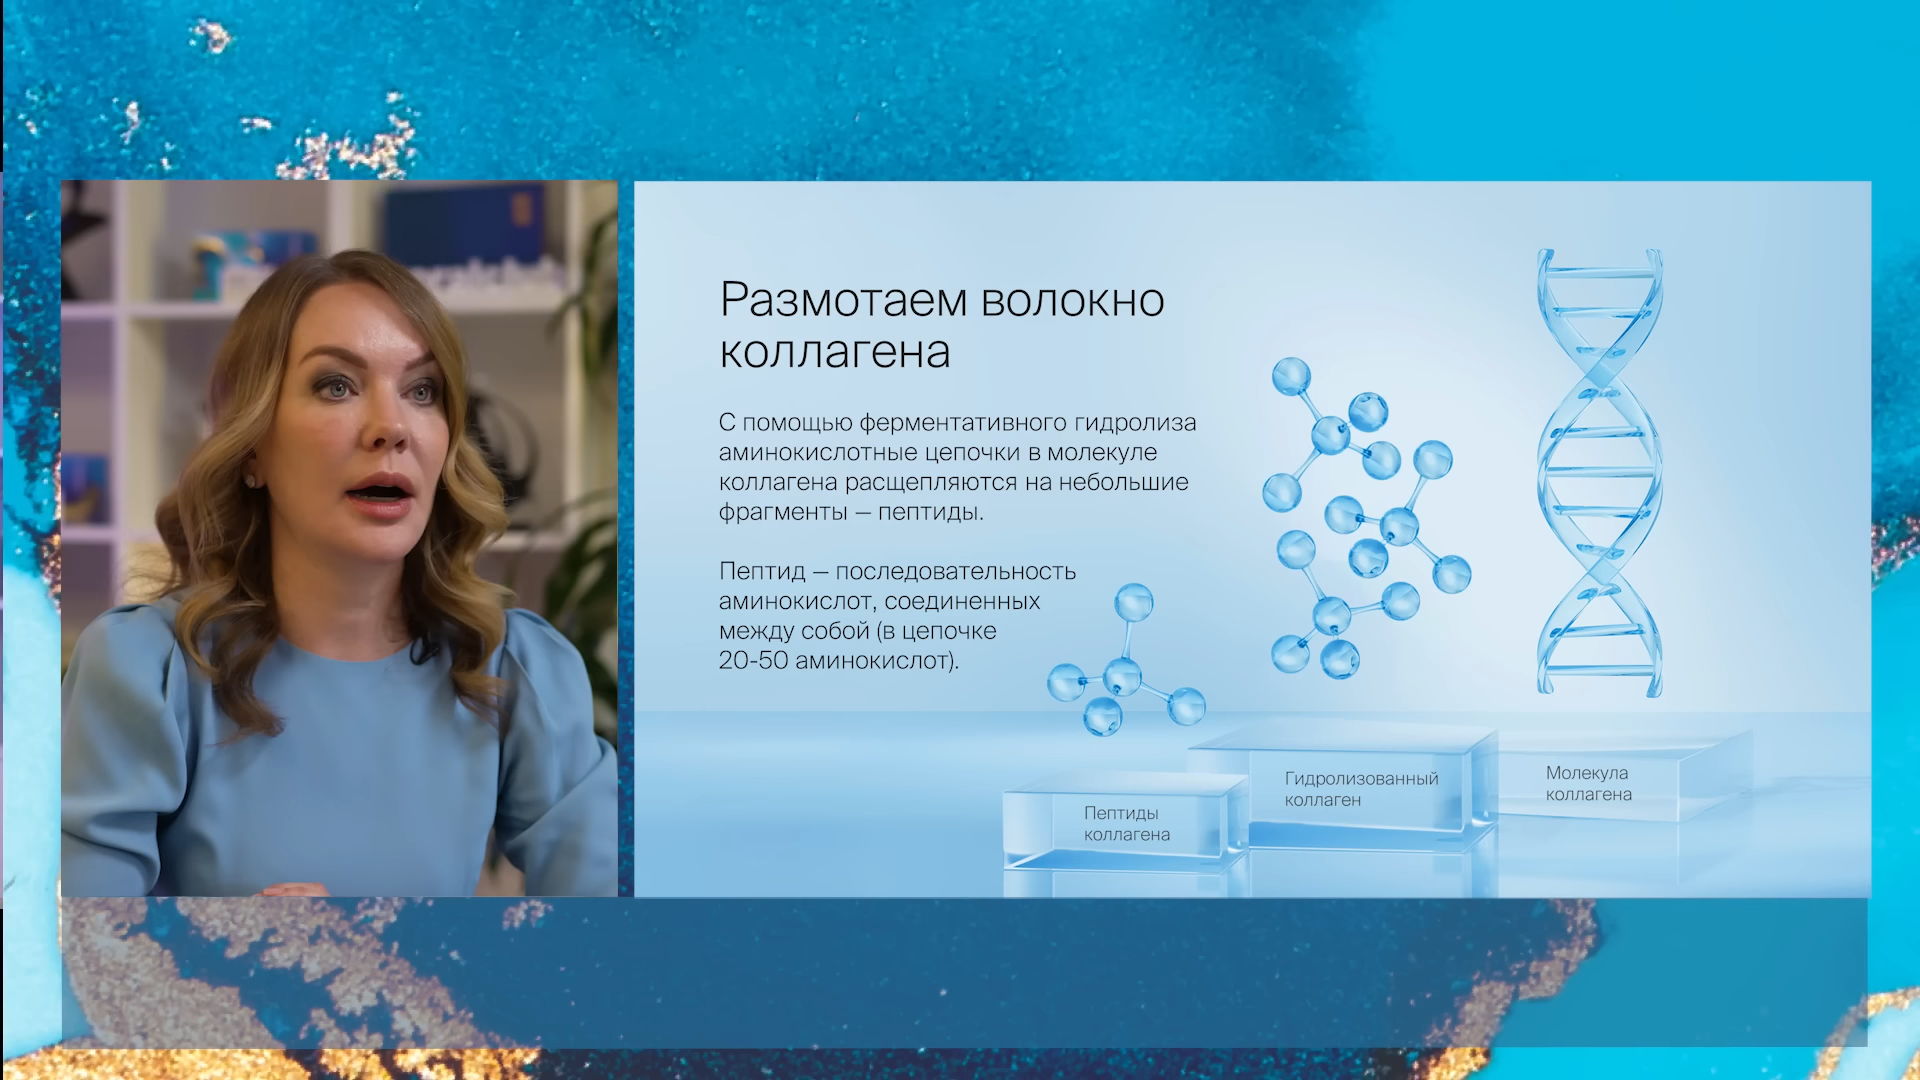 Размотаем волокно
коллагена
С помощью ферментативного гидролиза
аминокислотные цепочки в молекуле
коллагена расщепляются на небольшие
фрагменты — пептиды.
Пептид — последовательность
аминокислот, соединенных
между собой (в цепочке
20-50 аминокислот).
Пептиды
коллагена
Гидролизованный
коллаген
Молекула
коллагена